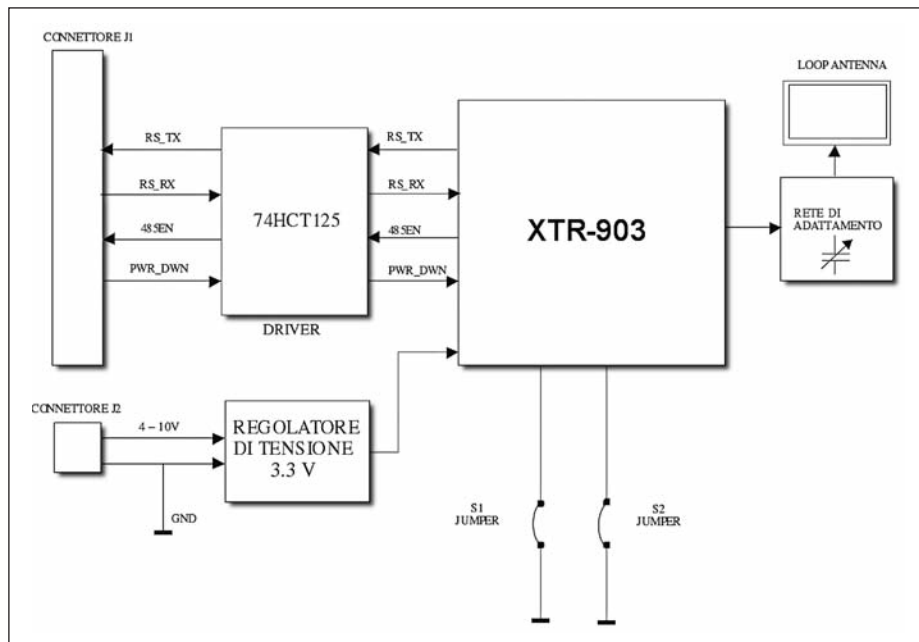 CONNETTORE J1
LOOP ANTENNA
RS_TX
RS_TX
RS_RX
RS_RX
74HCT125
485EN
485EN
PWR_DWN
PWR_DWN
DRIVER
XTR-903
RETE DI
ADATTAMENTO
CONNETTORE J2
4 – 10V
GND
REGOLATORE
DI TENSIONE
3.3 V
S1
JUMPER
S2
JUMPER